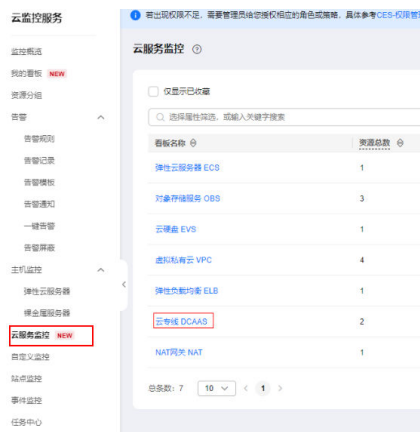 云监控服务
监控概览
我的看板 NEW
资源分组
告警
告警规则
告警记录
告警模板
告警通知
一键告警
告警屏蔽
主机监控
弹性云服务器
裸金属服务器
云服务监控 NEW
自定义监控
站点监控
事件监控
任务中心
若出现权限不足，需要管理员给您授权相应的角色或策略，具体参考CES-权限管理
云服务监控
仅显示已收藏
选择属性筛选，或输入关键字搜索
看板名称 资源总数
弹性云服务器 ECS 1
对象存储服务 OBS 3
云硬盘 EVS 1
虚拟私有云 VPC 4
弹性负载均衡 ELB 1
云专线 DCAAS 2
NAT网关 NAT 1
总条数：7 10 1